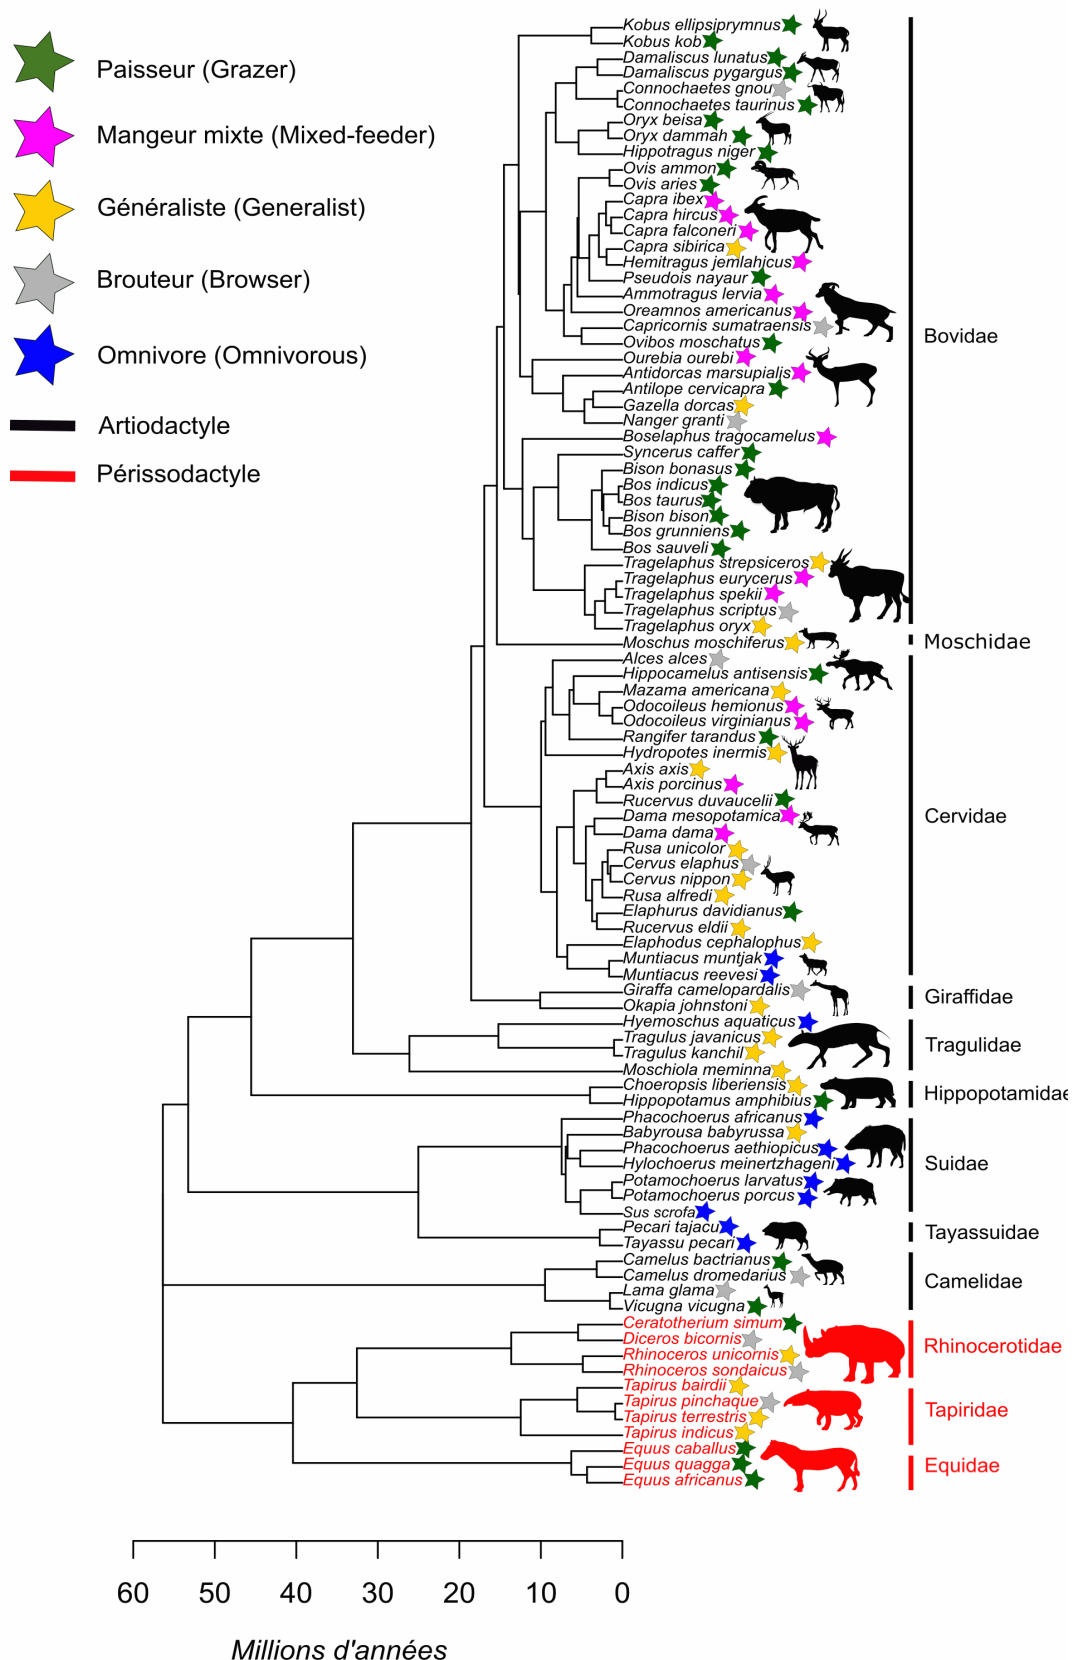 Paisseur (Grazer)
Mangeur mixte (Mixed-feeder)
Généraliste (Generalist)
Brouteur (Browser)
Omnivore (Omnivorous)
Artiodactyle
Périssodactyle
Kobus ellipsiprymnus
Kobus kob
Damaliscus lunatus
Damaliscus pygargus
Connochaetes gnou
Connochaetes taurinus
Oryx beisa
Oryx dammah
Hippotragus niger
Ovis ammon
Ovis aries
Capra ibex
Capra hircus
Capra falconeri
Capra sibirica
Hemitragus jemlahicus
Pseudois nayaur
Ammotragus lervia
Oreamnos americanus
Capricornis sumatraensis
Ovibos moschatus
Ourebia ourebi
Antidorcas marsupialis
Antilope cervicapra
Gazella dorcas
Nanger granti
Boselaphus tragocamelus
Syncerus caffer
Bison bonasus
Bos indicus
Bos taurus
Bison bison
Bos grunniens
Bos sauveli
Tragelaphus strepsiceros
Tragelaphus eurycerus
Tragelaphus spekii
Tragelaphus scriptus
Tragelaphus oryx
Bovidae
Moschus moschiferus
Moschidae
Alces alces
Hippocamelus antisensis
Mazama americana
Odocoileus hemionus
Odocoileus virginianus
Rangifer tarandus
Hydropotes inermis
Axis axis
Axis porcinus
Rucervus duvaucelii
Dama mesopotamica
Dama dama
Rusa unicolor
Cervus elaphus
Cervus nippon
Rusa alfredi
Elaphurus davidianus
Rucervus eldii
Elaphodus cephalophus
Muntiacus muntjak
Muntiacus reevesi
Cervidae
Giraffa camelopardalis
Okapia johnstoni
Giraffidae
Hyemoschus aquaticus
Tragulus javanicus
Tragulus kanchil
Moschiola meminna
Tragulidae
Choeropsis liberiensis
Hippopotamus amphibius
Hippopotamidae
Phacochoerus africanus
Babyrousa babyrussa
Phacochoerus aethiopicus
Hylochoerus meinertzhageni
Potamochoerus larvatus
Potamochoerus porcus
Sus scrofa
Suidae
Pecari tajacu
Tayassu pecari
Tayassuidae
Camelus bactrianus
Camelus dromedarius
Lama glama
Vicugna vicugna
Camelidae
Ceratotherium simum
Diceros bicornis
Rhinoceros unicornis
Rhinoceros sondaicus
Rhinocerotidae
Tapirus bairdii
Tapirus pinchaque
Tapirus terrestris
Tapirus indicus
Tapiridae
Equus caballus
Equus quagga
Equus africanus
Equidae
60 50 40 30 20 10 0
Millions d'années